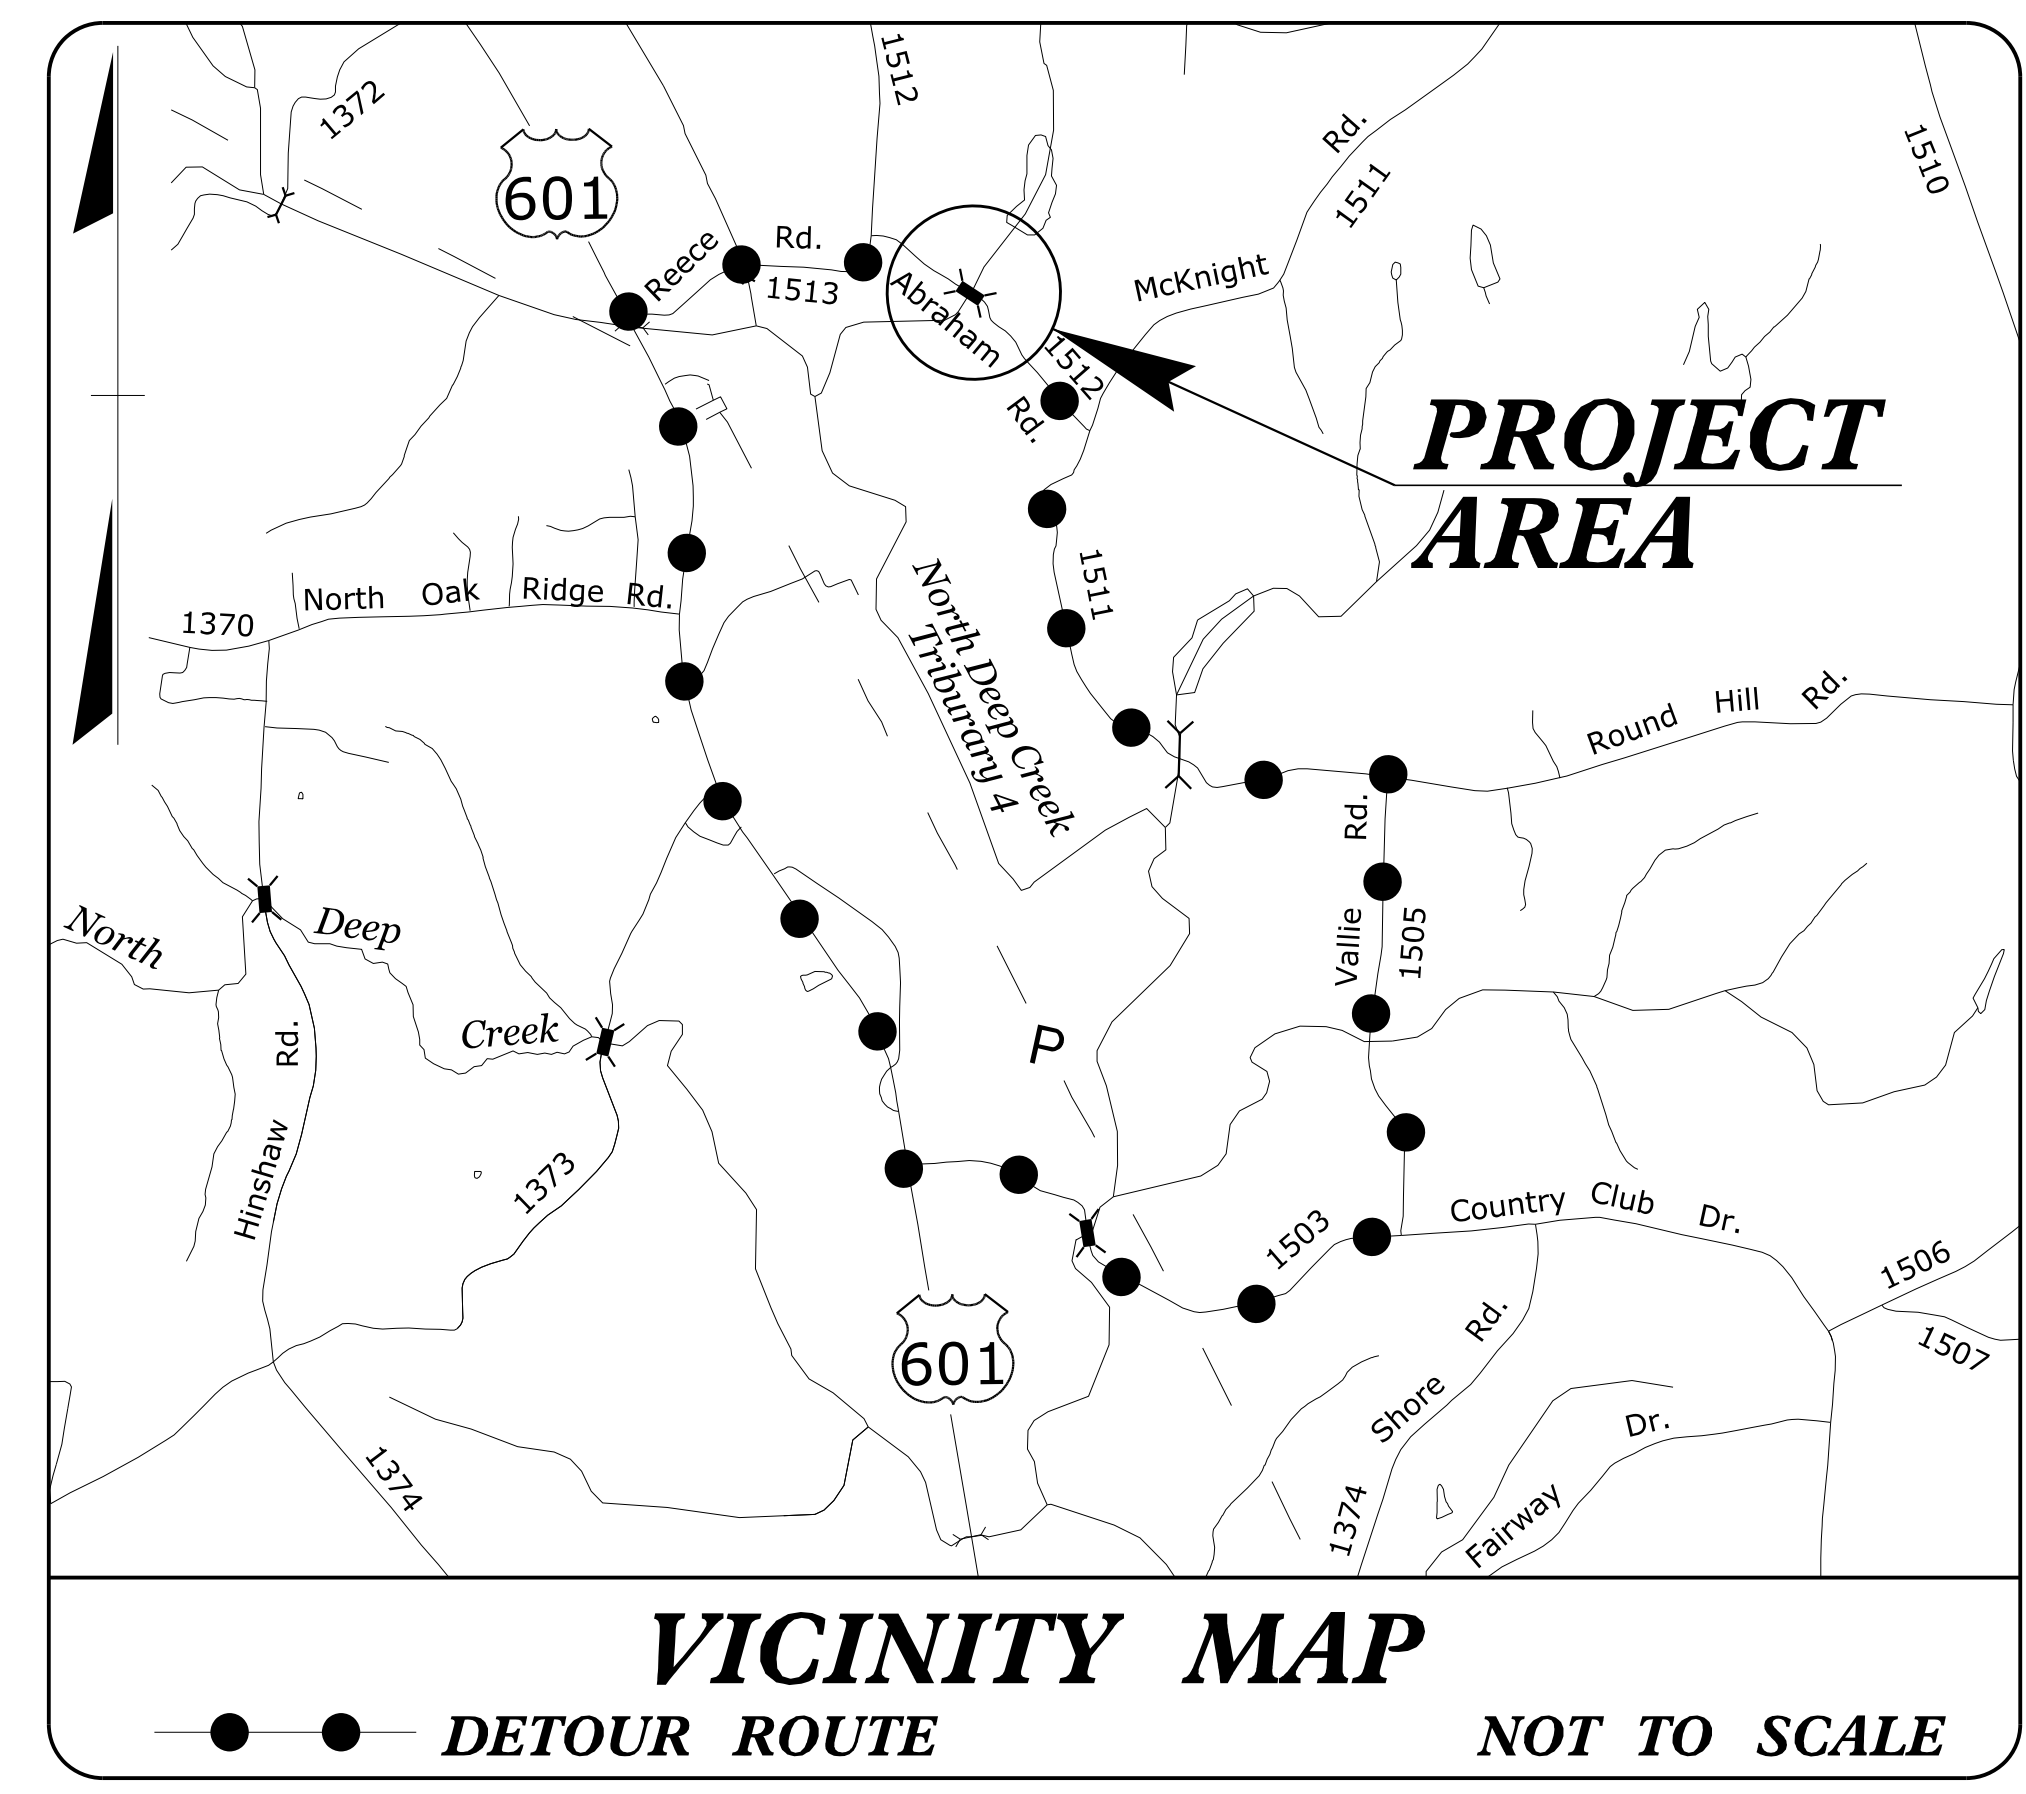 1372
1512
Rd.
1511
1510
601
Reece
Rd.
1513
Abraham
Rd.
1512
McKnight
PROJECT
AREA
North Oak Ridge Rd.
1370
1511
North Deep Creek
Triburary 4
Round Hill Rd.
Rd.
Vallie
1505
North
Deep
Creek
Rd.
Hinshaw
P
1373
1503
Country Club Dr.
1506
1507
601
Rd.
Shore
1374
Dr.
Fairway
1374
VICINITY MAP
DETOUR ROUTE
NOT TO SCALE